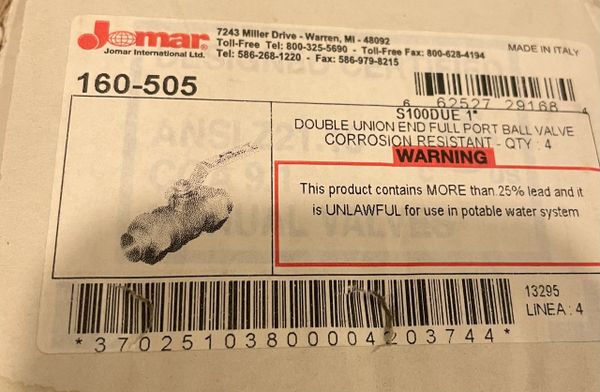 Jomar
Jomar International Ltd.
7243 Miller Drive - Warren, MI - 48092
Toll-Free Tel: 800-325-5690 - Toll-Free Fax: 800-628-4194
Tel: 586-268-1220 - Fax: 586-979-8215
MADE IN ITALY
160-505
6 62527 29168 4
S100DUE 1"
DOUBLE UNION END FULL PORT BALL VALVE
CORROSION RESISTANT - QTY : 4
WARNING
This product contains MORE than 25% lead and it
is UNLAWFUL for use in potable water system
13295
LINEA : 4
*370251038000042037​44*